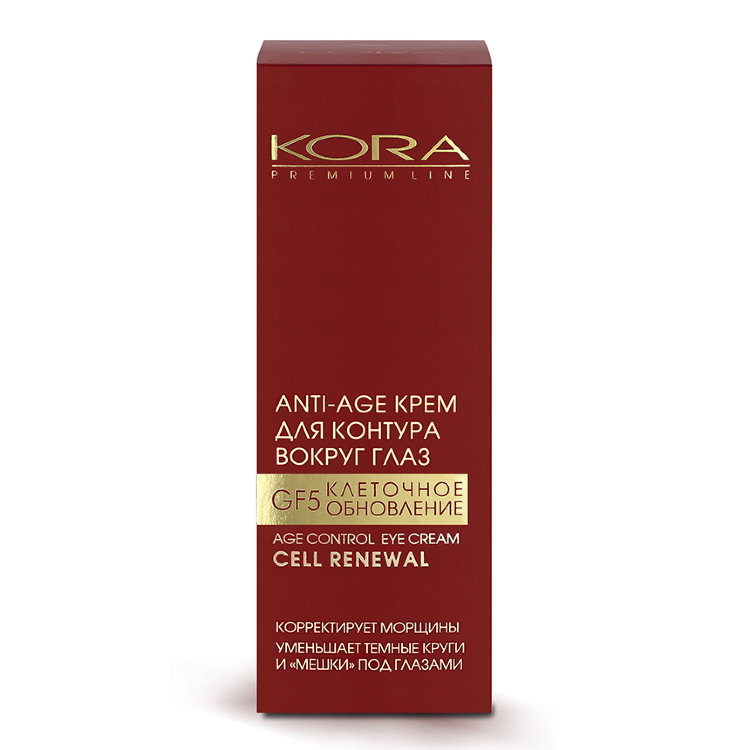 KORA
KORA
PREMIUM LINE
ANTI-AGE КРЕМ
ДЛЯ КОНТУРА
ВОКРУГ ГЛАЗ
GF5 КЛЕТОЧНОЕ
ОБНОВЛЕНИЕ
AGE CONTROL EYE CREAM
CELL RENEWAL
КОРРЕКТИРУЕТ МОРЩИНЫ
УМЕНЬШАЕТ ТЕМНЫЕ КРУГИ
И «МЕШКИ» ПОД ГЛАЗАМИ